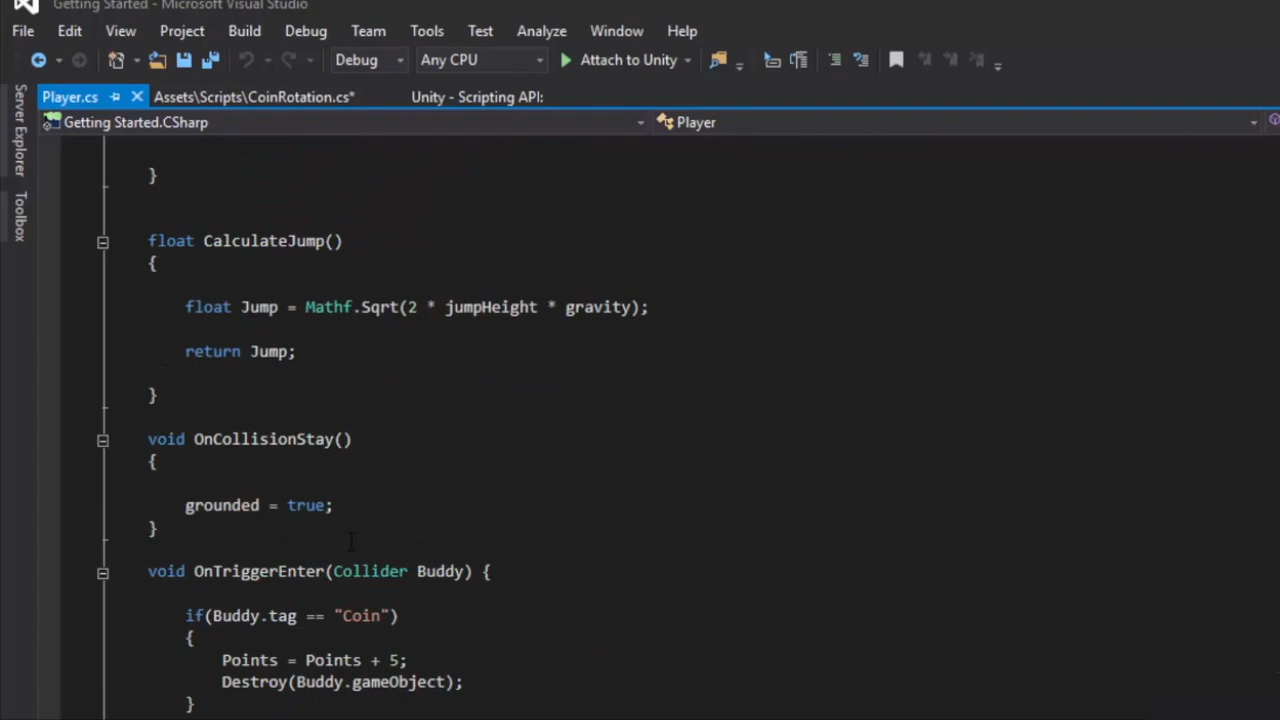 Getting Started - Microsoft Visual Studio
File Edit View Project Build Debug Team Tools Test Analyze Window Help
Debug Any CPU Attach to Unity
Server Explorer
Toolbox
Player.cs Assets\Scripts\CoinRotation.cs* Unity - Scripting API:
Getting Started.CSharp Player
}
float CalculateJump()
{
float Jump = Mathf.Sqrt(2 * jumpHeight * gravity);
return Jump;
}
void OnCollisionStay()
{
grounded = true;
}
void OnTriggerEnter(Collider Buddy) {
if(Buddy.tag == "Coin")
{
Points = Points + 5;
Destroy(Buddy.gameObject);
}